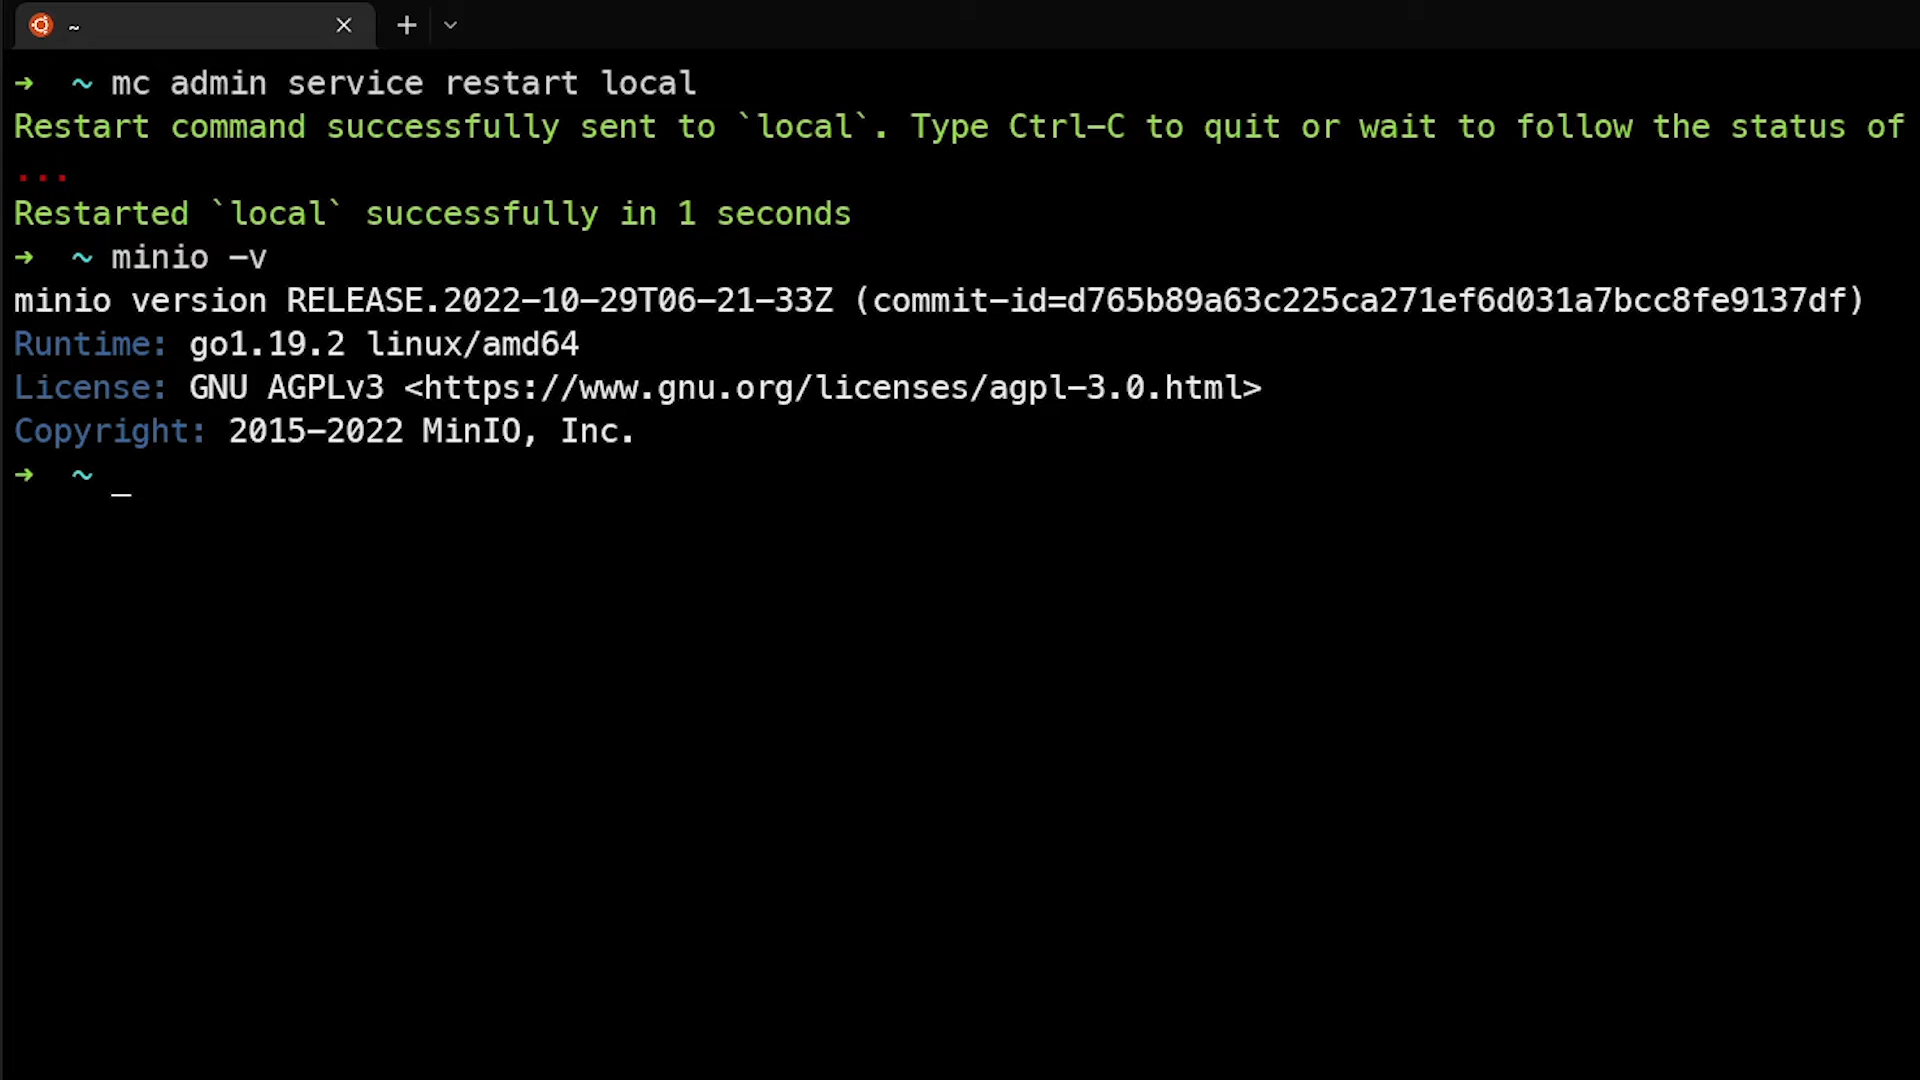 ~
➜ ~ mc admin service restart local
Restart command successfully sent to `local`. Type Ctrl-C to quit or wait to follow the status of
...
Restarted `local` successfully in 1 seconds
➜ ~ minio -v
minio version RELEASE.2022-10-29T06-21-33Z (commit-id=d765b89a63c225ca271ef6d031a7bcc8fe9137df)
Runtime: go1.19.2 linux/amd64
License: GNU AGPLv3 <https://www.gnu.org/licenses/agpl-3.0.html>
Copyright: 2015-2022 MinIO, Inc.
➜ ~ _